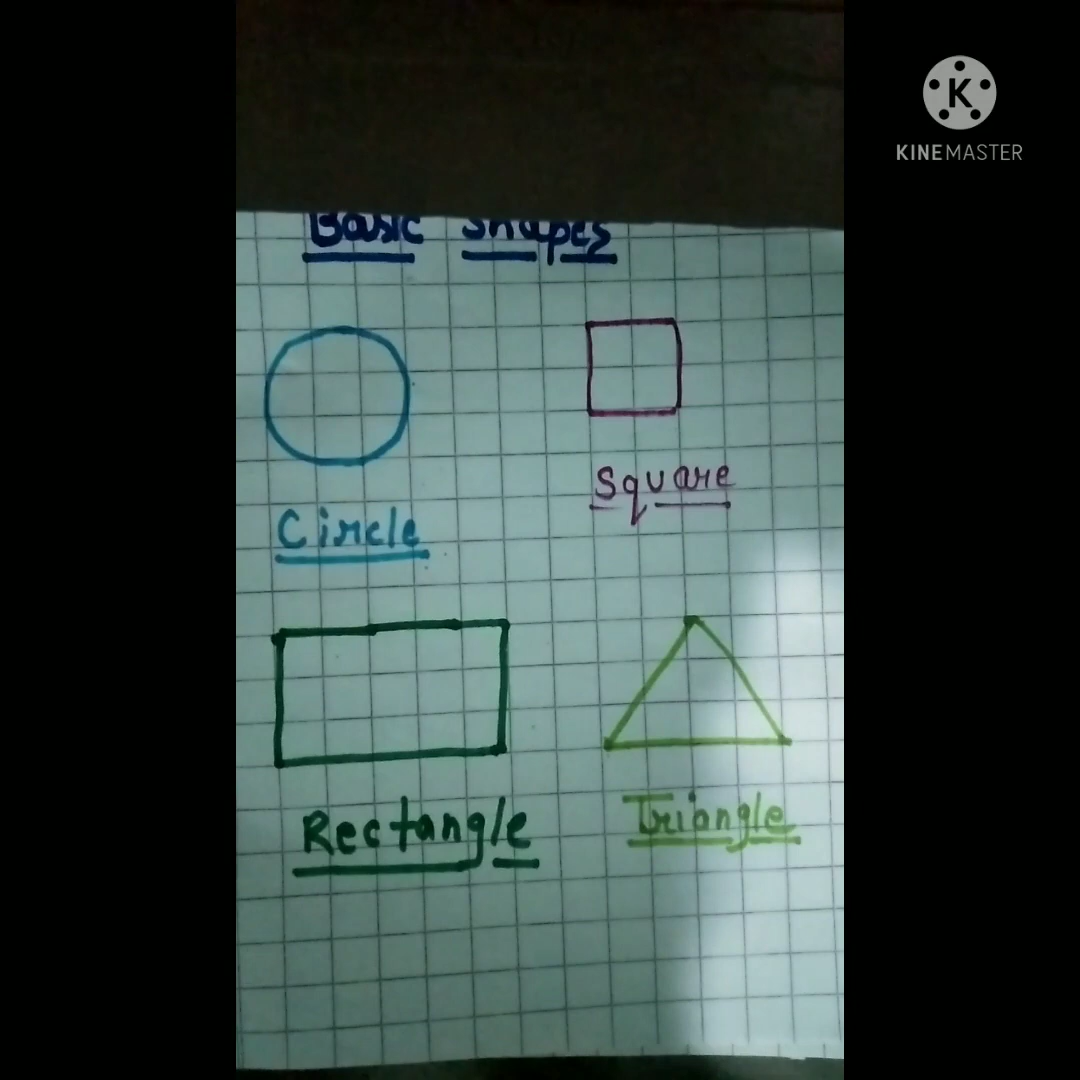 KINEMASTER
Basic Shapes
Circle
Square
Rectangle
Triangle